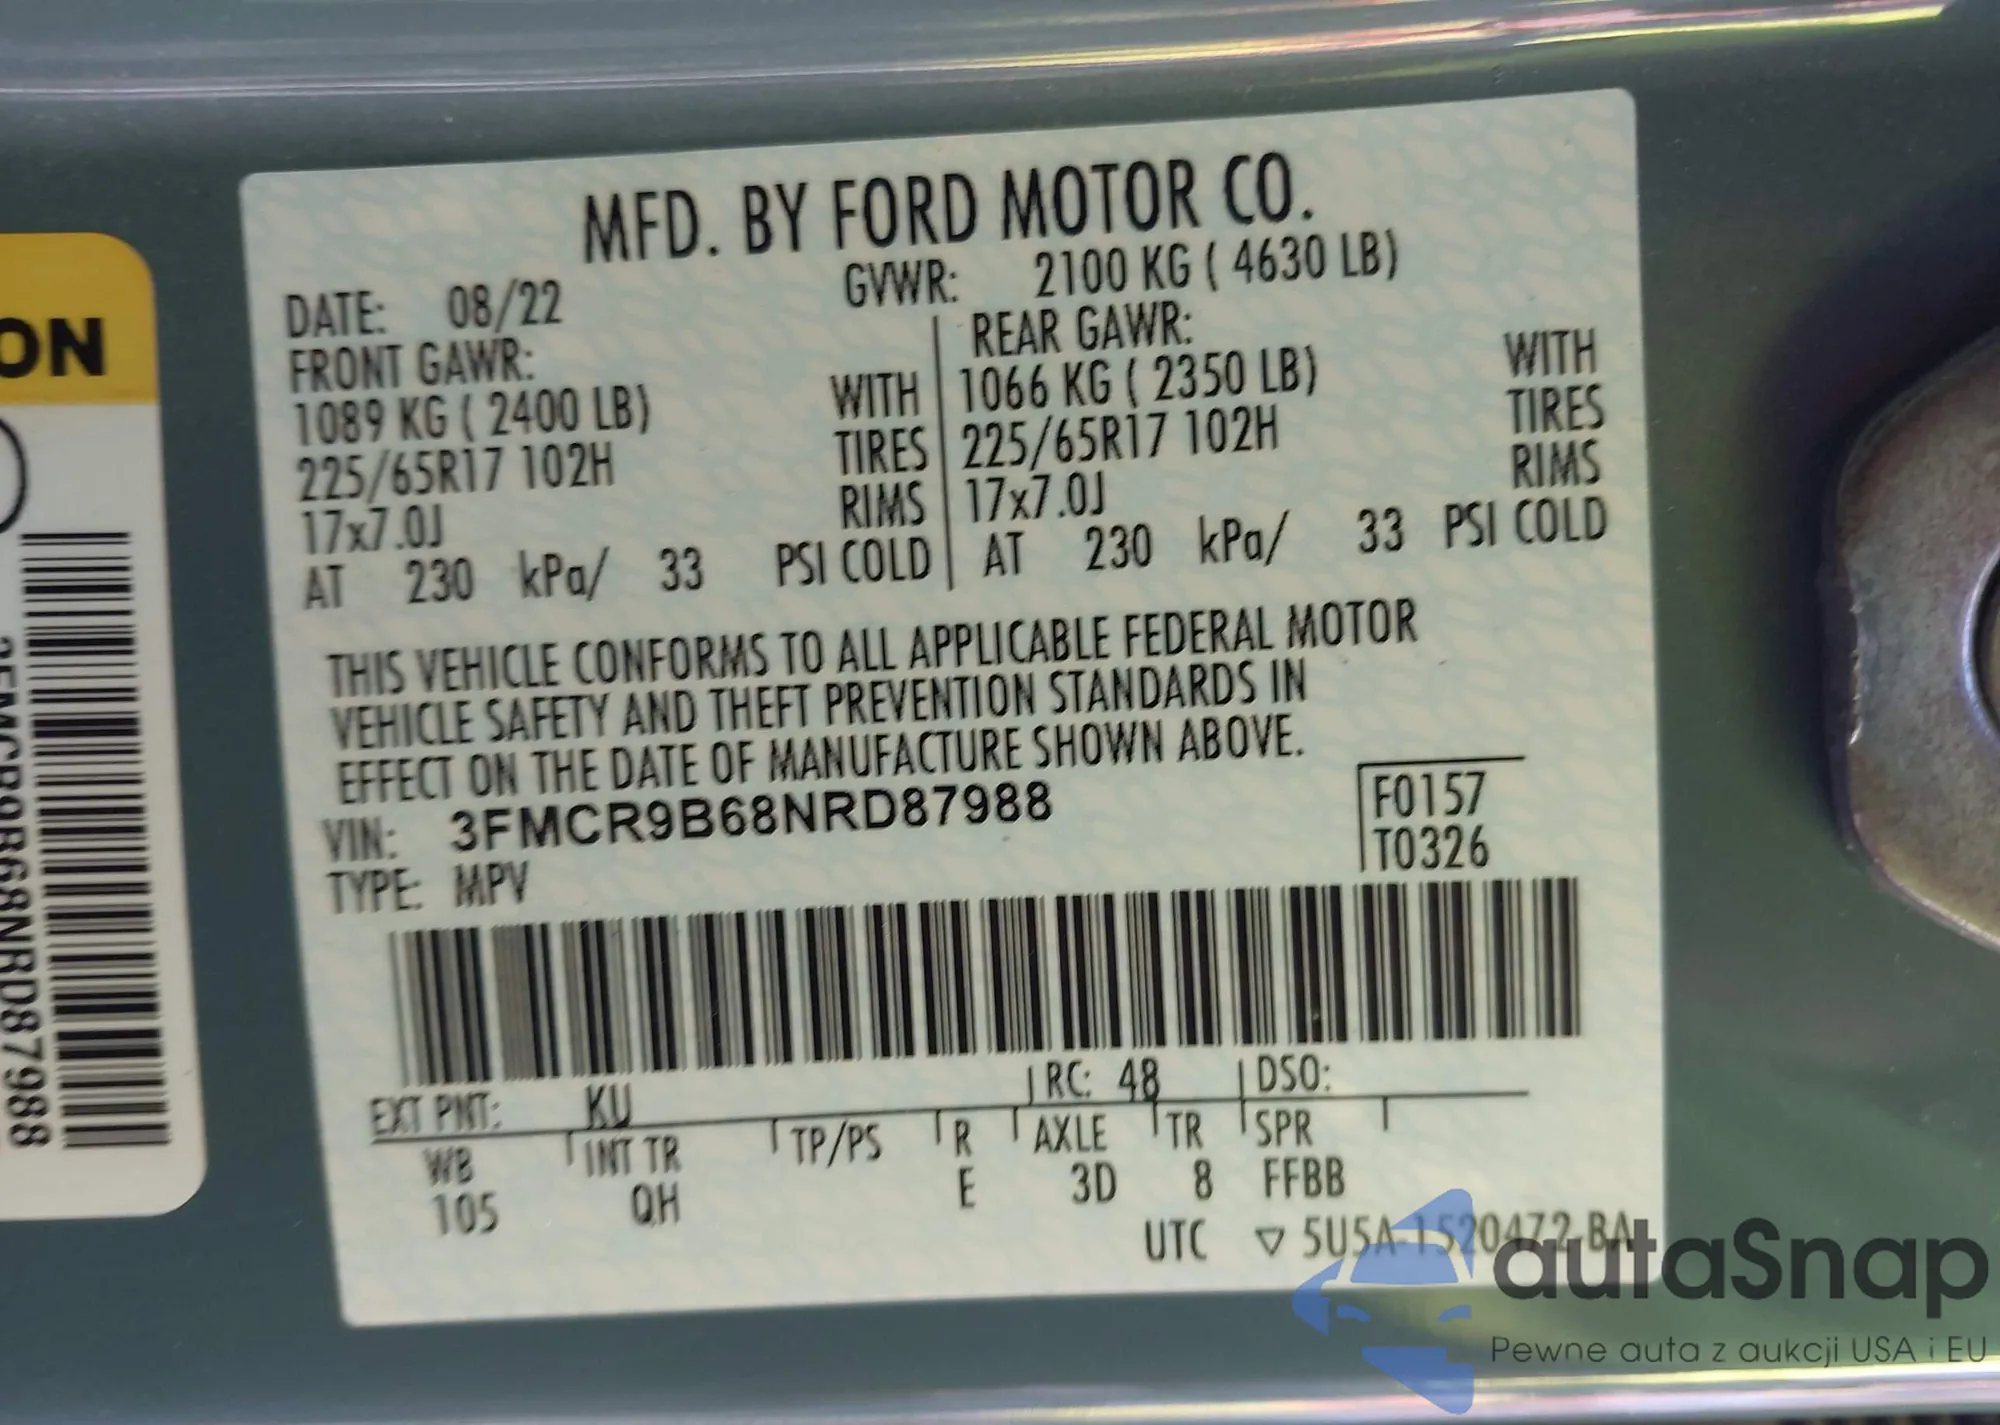 MFD. BY FORD MOTOR CO.
DATE: 08/22 GVWR: 2100 KG ( 4630 LB)
FRONT GAWR: REAR GAWR:
1089 KG ( 2400 LB) WITH 1066 KG ( 2350 LB) WITH
225/65R17 102H TIRES 225/65R17 102H TIRES
17x7.0J RIMS 17x7.0J RIMS
AT 230 kPa/ 33 PSI COLD AT 230 kPa/ 33 PSI COLD
THIS VEHICLE CONFORMS TO ALL APPLICABLE FEDERAL MOTOR
VEHICLE SAFETY AND THEFT PREVENTION STANDARDS IN
EFFECT ON THE DATE OF MANUFACTURE SHOWN ABOVE.
VIN: 3FMCR9B68NRD87988 F0157
TYPE: MPV T0326
EXT PNT: KU RC: 48 DSO:
WB INT TR TP/PS R AXLE TR SPR
105 QH E 3D 8 FFBB
UTC ▽ 5U5A-1520472-BA
ON
3FMCR9B68NRD87988
autaSnap
Pewne auta z aukcji USA i EU